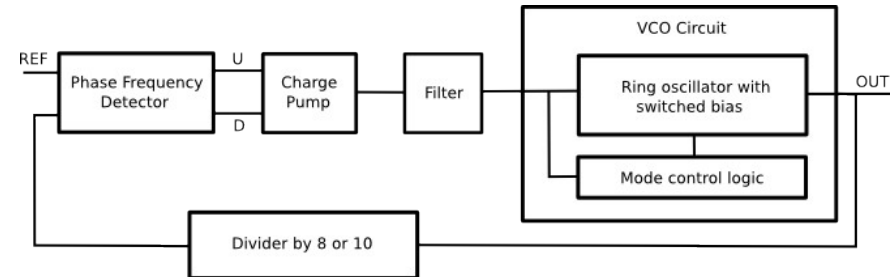 VCO Circuit
REF
U
Phase Frequency
Detector
Charge
Pump
D
Filter
Ring oscillator with
switched bias
OUT
Mode control logic
Divider by 8 or 10